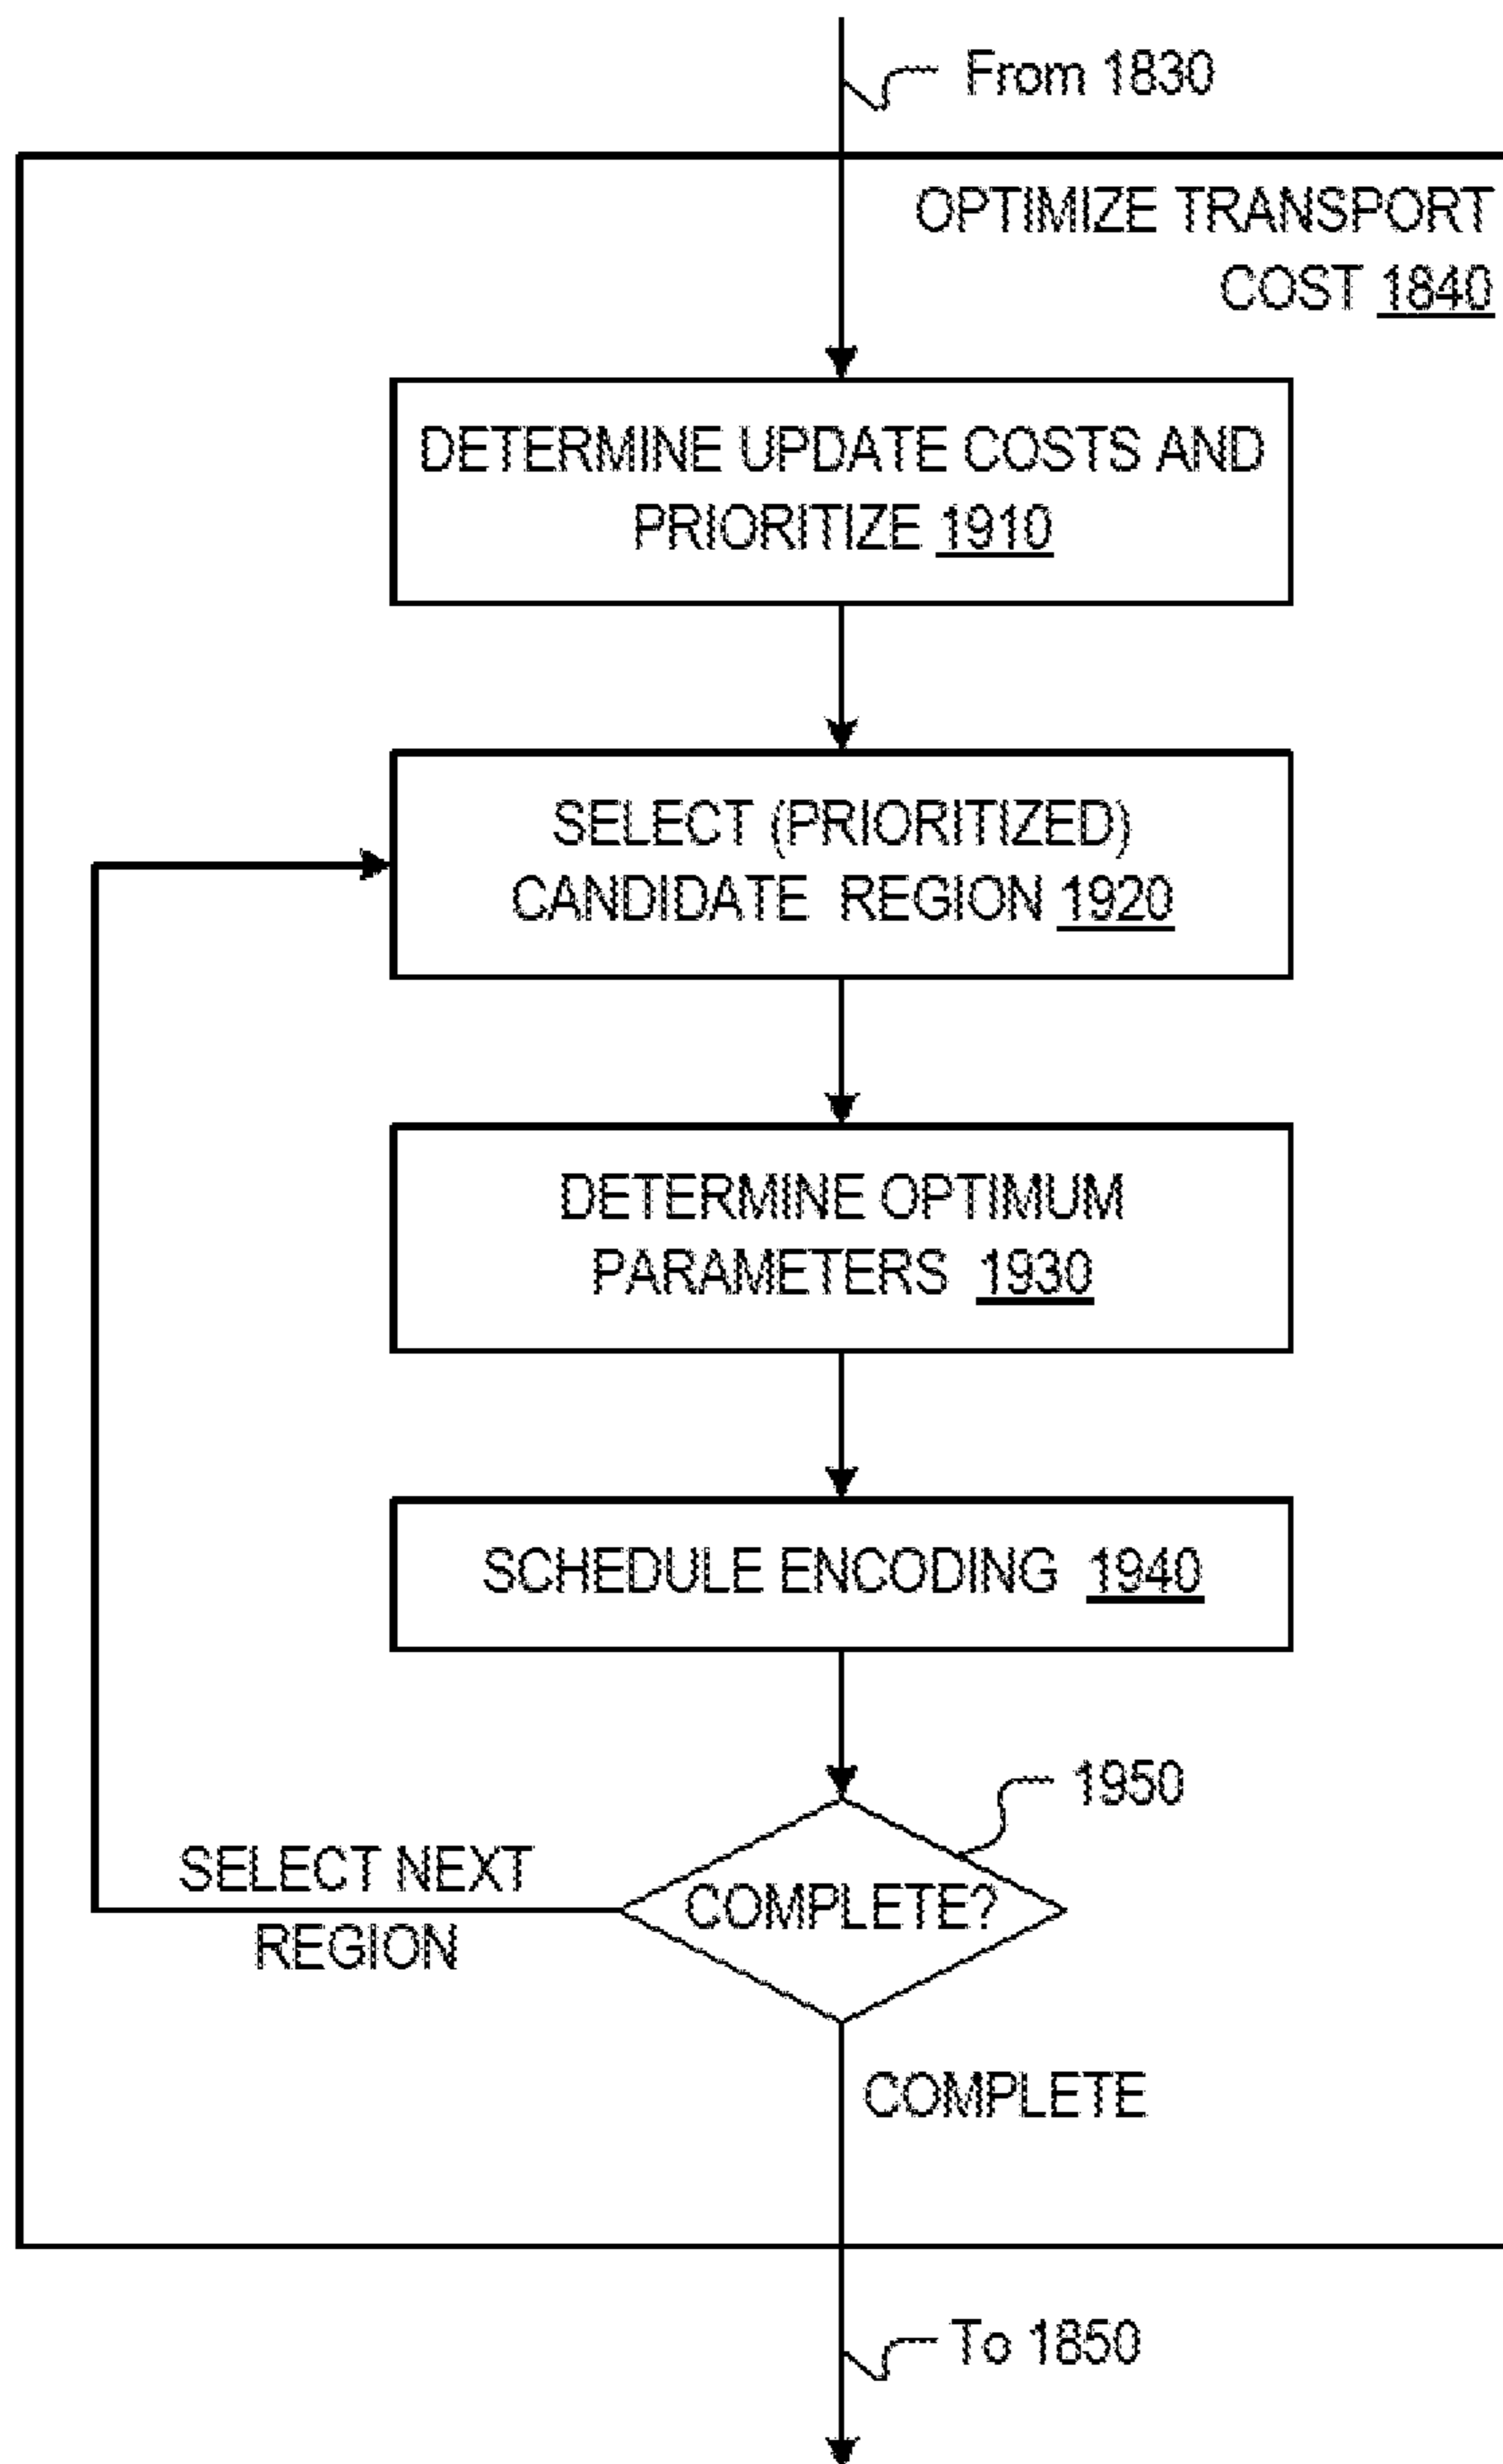 From 1830
OPTIMIZE TRANSPORT
COST 1840
DETERMINE UPDATE COSTS AND
PRIORITIZE 1910
SELECT (PRIORITIZED)
CANDIDATE REGION 1920
DETERMINE OPTIMUM
PARAMETERS 1930
SCHEDULE ENCODING 1940
1950
SELECT NEXT
REGION
COMPLETE?
COMPLETE
To 1850